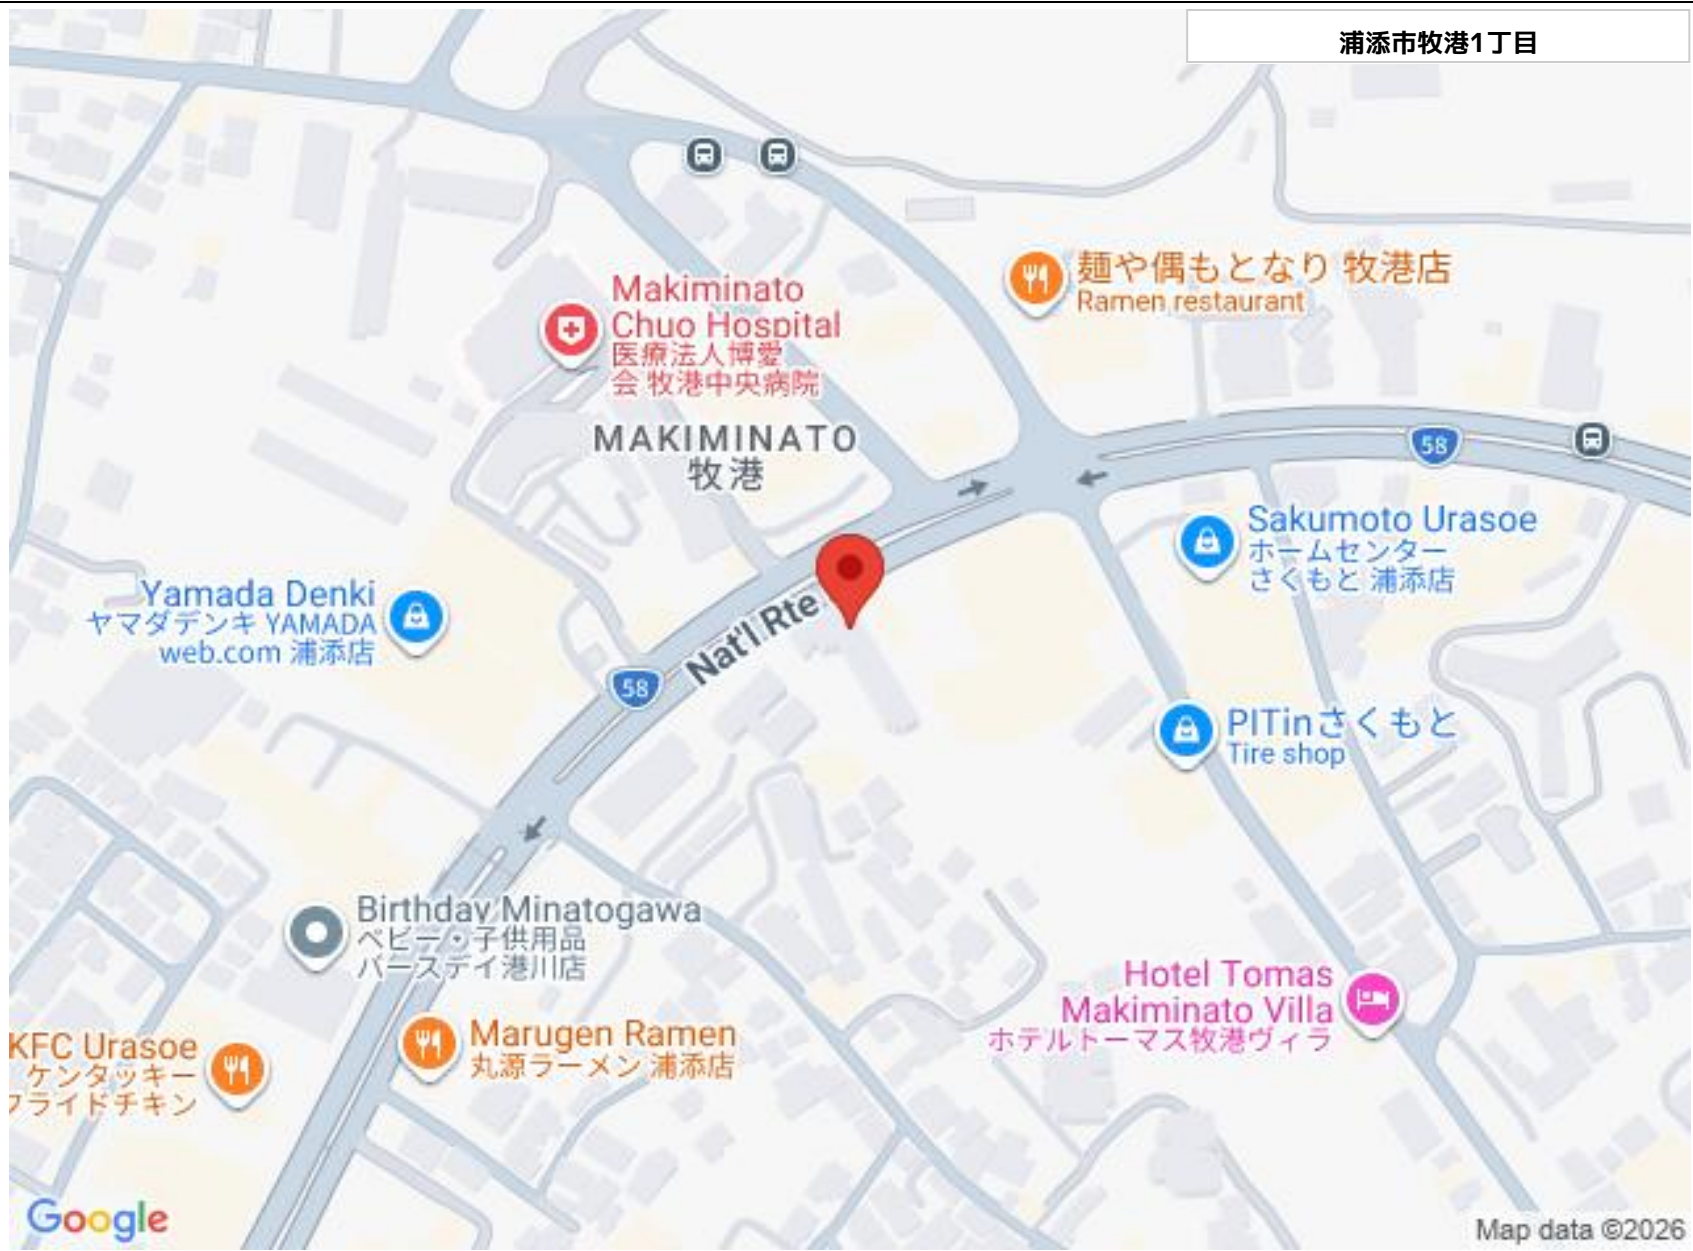 浦添市牧港1丁目
麺や偶もとなり 牧港店
Ramen restaurant
Makiminato
Chuo Hospital
医療法人博愛
会 牧港中央病院
MAKIMINATO
牧港
58
Sakumoto Urasoe
ホームセンター
さくもと 浦添店
Yamada Denki
ヤマダデンキ YAMADA
web.com 浦添店
Nat'l Rte
58
PITinさくもと
Tire shop
Birthday Minatogawa
ベビー・子供用品
バースデイ港川店
Hotel Tomas
Makiminato Villa
ホテルトーマス牧港ヴィラ
Marugen Ramen
丸源ラーメン 浦添店
KFC Urasoe
ケンタッキー
フライドチキン
Google
Map data ©2026